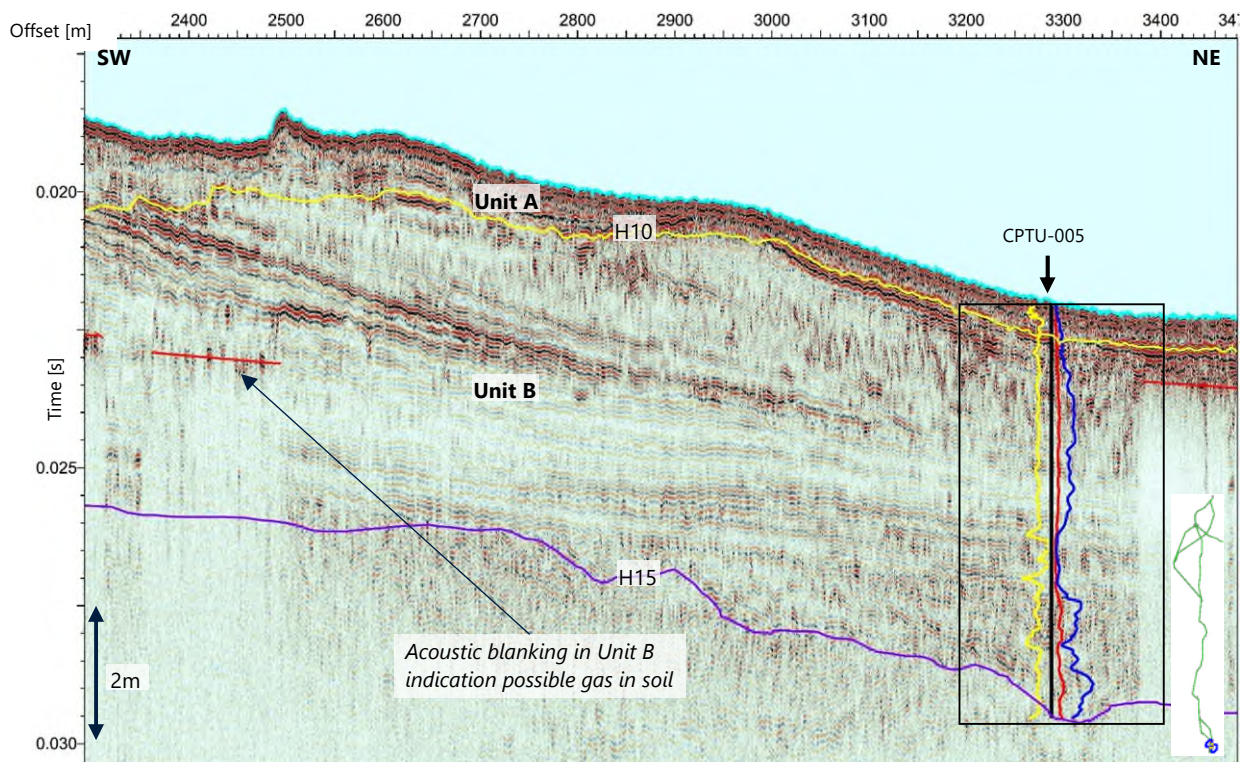 2400 2500 2600 2700 2800 2900 3000 3100 3200 3300 3400 347
Offset [m]
SW
NE
0.020
Unit A
H10
CPTU-005
Time [s]
Unit B
0.025
H15
Acoustic blanking in Unit B
indication possible gas in soil
2m
0.030